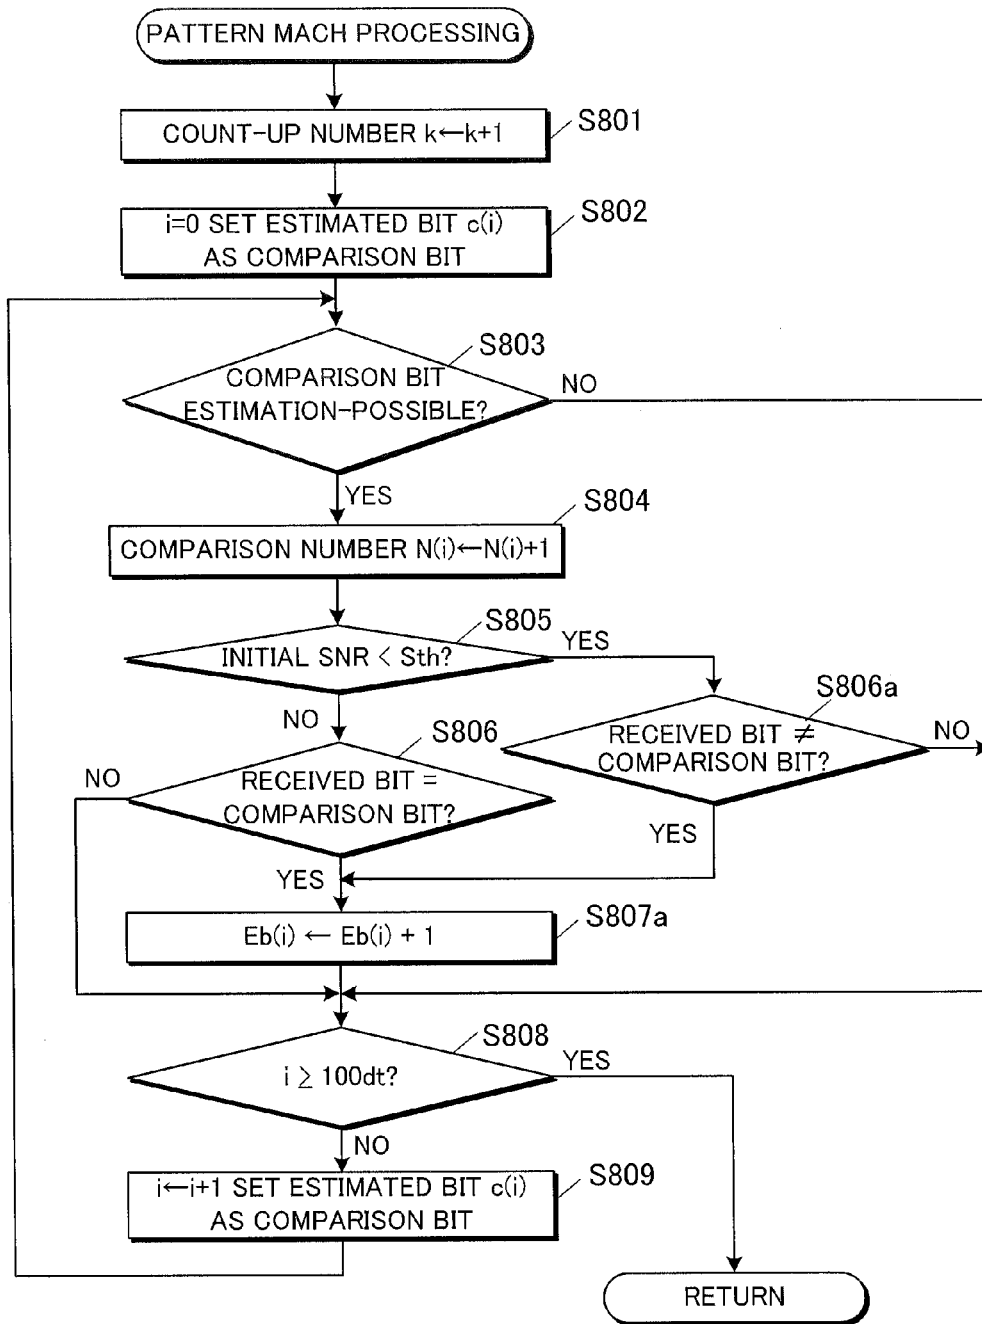 PATTERN MACH PROCESSING
COUNT-UP NUMBER k←k+1
S801
i=0 SET ESTIMATED BIT c(i)
AS COMPARISON BIT
S802
S803
COMPARISON BIT
ESTIMATION-POSSIBLE?
NO
YES
S804
COMPARISON NUMBER N(i)←N(i)+1
S805
INITIAL SNR < Sth?
YES
NO
S806a
RECEIVED BIT ≠
COMPARISON BIT?
NO
YES
S806
RECEIVED BIT =
COMPARISON BIT?
NO
YES
S807a
Eb(i) ← Eb(i) + 1
S808
i ≥ 100dt?
YES
NO
i←i+1 SET ESTIMATED BIT c(i)
AS COMPARISON BIT
S809
RETURN